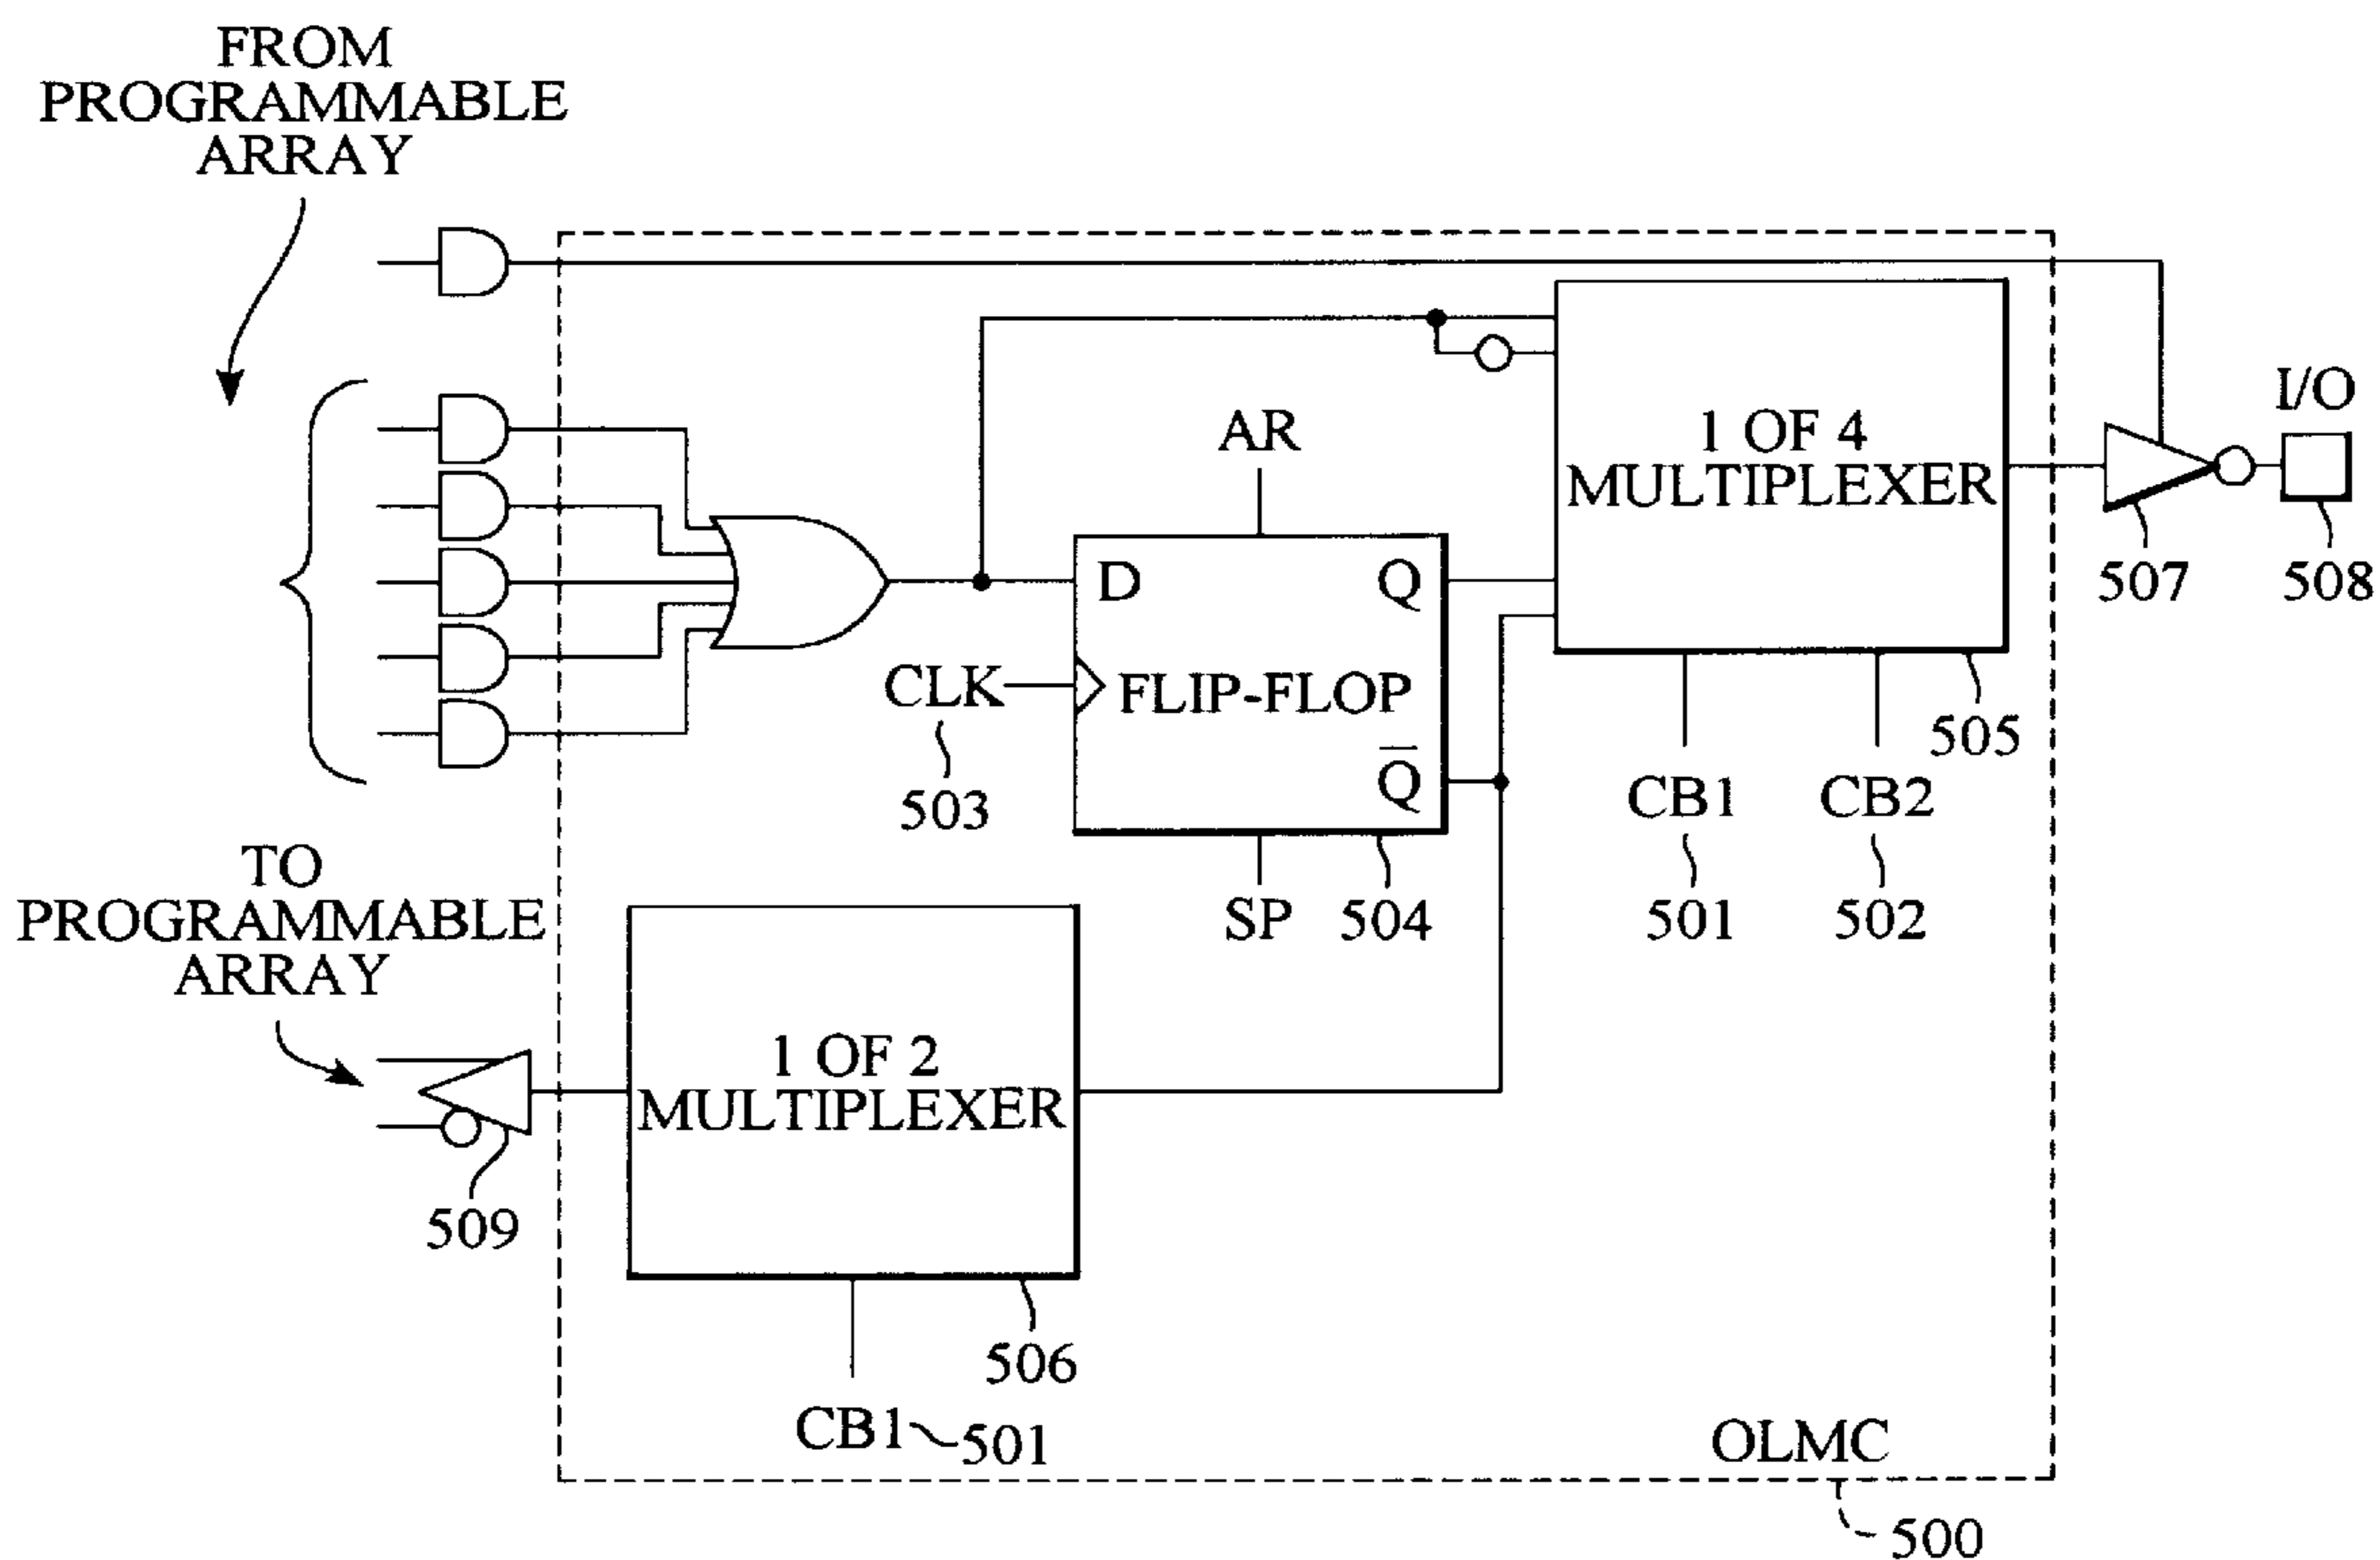 FROM
PROGRAMMABLE
ARRAY
I/O
1 OF 4
MULTIPLEXER
AR
507
508
D
Q
CLK
FLIP-FLOP
503
Q̅
505
CB1
CB2
TO
PROGRAMMABLE
ARRAY
SP
504
501
502
1 OF 2
MULTIPLEXER
509
506
CB1
501
OLMC
500